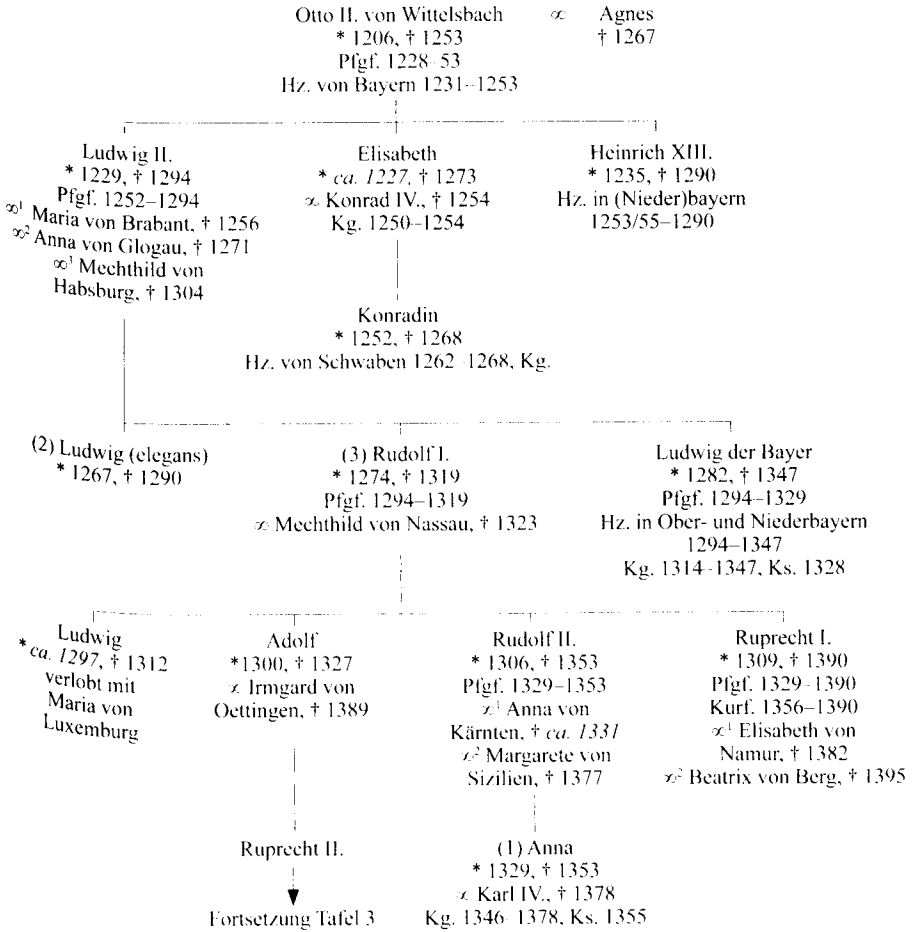 Otto II. von Wittelsbach ∞ Agnes
* 1206, † 1253 † 1267
Pfgf. 1228–53
Hz. von Bayern 1231–1253
Ludwig II.
* 1229, † 1294
Pfgf. 1252–1294
∞¹ Maria von Brabant, † 1256
∞² Anna von Glogau, † 1271
∞³ Mechthild von
Habsburg, † 1304
Elisabeth
* ca. 1227, † 1273
∞ Konrad IV., † 1254
Kg. 1250–1254
Heinrich XIII.
* 1235, † 1290
Hz. in (Nieder)bayern
1253/55–1290
Konradin
* 1252, † 1268
Hz. von Schwaben 1262–1268, Kg.
(2) Ludwig (elegans)
* 1267, † 1290
(3) Rudolf I.
* 1274, † 1319
Pfgf. 1294–1319
∞ Mechthild von Nassau, † 1323
Ludwig der Bayer
* 1282, † 1347
Pfgf. 1294–1329
Hz. in Ober- und Niederbayern
1294–1347
Kg. 1314–1347, Ks. 1328
Ludwig
* ca. 1297, † 1312
verlobt mit
Maria von
Luxemburg
Adolf
*1300, † 1327
∞ Irmgard von
Oettingen, † 1389
Rudolf II.
* 1306, † 1353
Pfgf. 1329–1353
∞¹ Anna von
Kärnten, † ca. 1331
∞² Margarete von
Sizilien, † 1377
Ruprecht I.
* 1309, † 1390
Pfgf. 1329–1390
Kurf. 1356–1390
∞¹ Elisabeth von
Namur, † 1382
∞² Beatrix von Berg, † 1395
Ruprecht II.
Fortsetzung Tafel 3
(1) Anna
* 1329, † 1353
∞ Karl IV., † 1378
Kg. 1346–1378, Ks. 1355